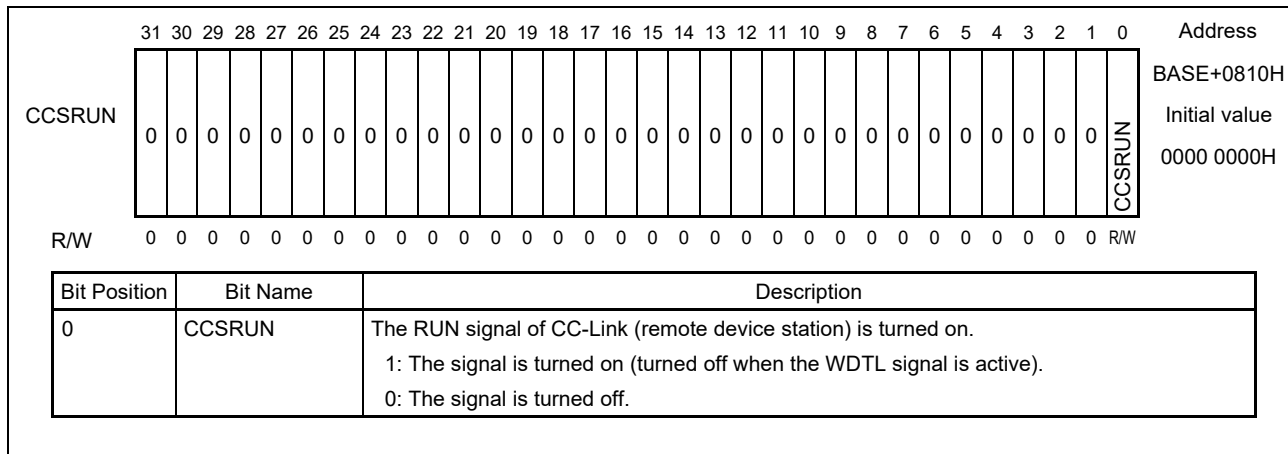 31 30 29 28 27 26 25 24 23 22 21 20 19 18 17 16 15 14 13 12 11 10 9 8 7 6 5 4 3 2 1 0 Address
BASE+0810H
CCSRUN 0 0 0 0 0 0 0 0 0 0 0 0 0 0 0 0 0 0 0 0 0 0 0 0 0 0 0 0 0 0 0 CCSRUN Initial value
0000 0000H
R/W 0 0 0 0 0 0 0 0 0 0 0 0 0 0 0 0 0 0 0 0 0 0 0 0 0 0 0 0 0 0 0 R/W
Bit Position Bit Name Description
0 CCSRUN The RUN signal of CC-Link (remote device station) is turned on.
1: The signal is turned on (turned off when the WDTL signal is active).
0: The signal is turned off.